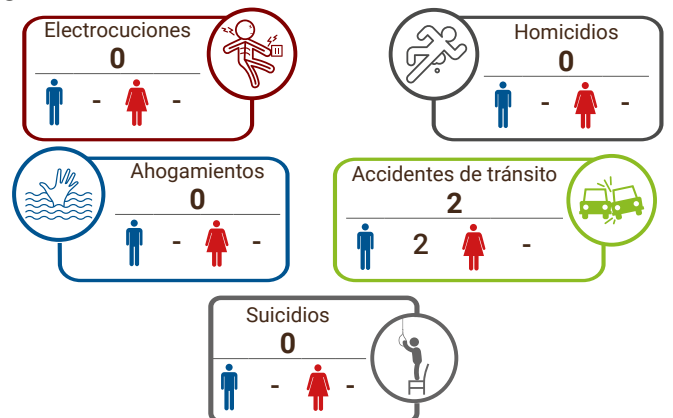 Electrocuciones
0
- -
Homicidios
0
- -
Ahogamientos
0
- -
Accidentes de tránsito
2
2 -
Suicidios
0
- -